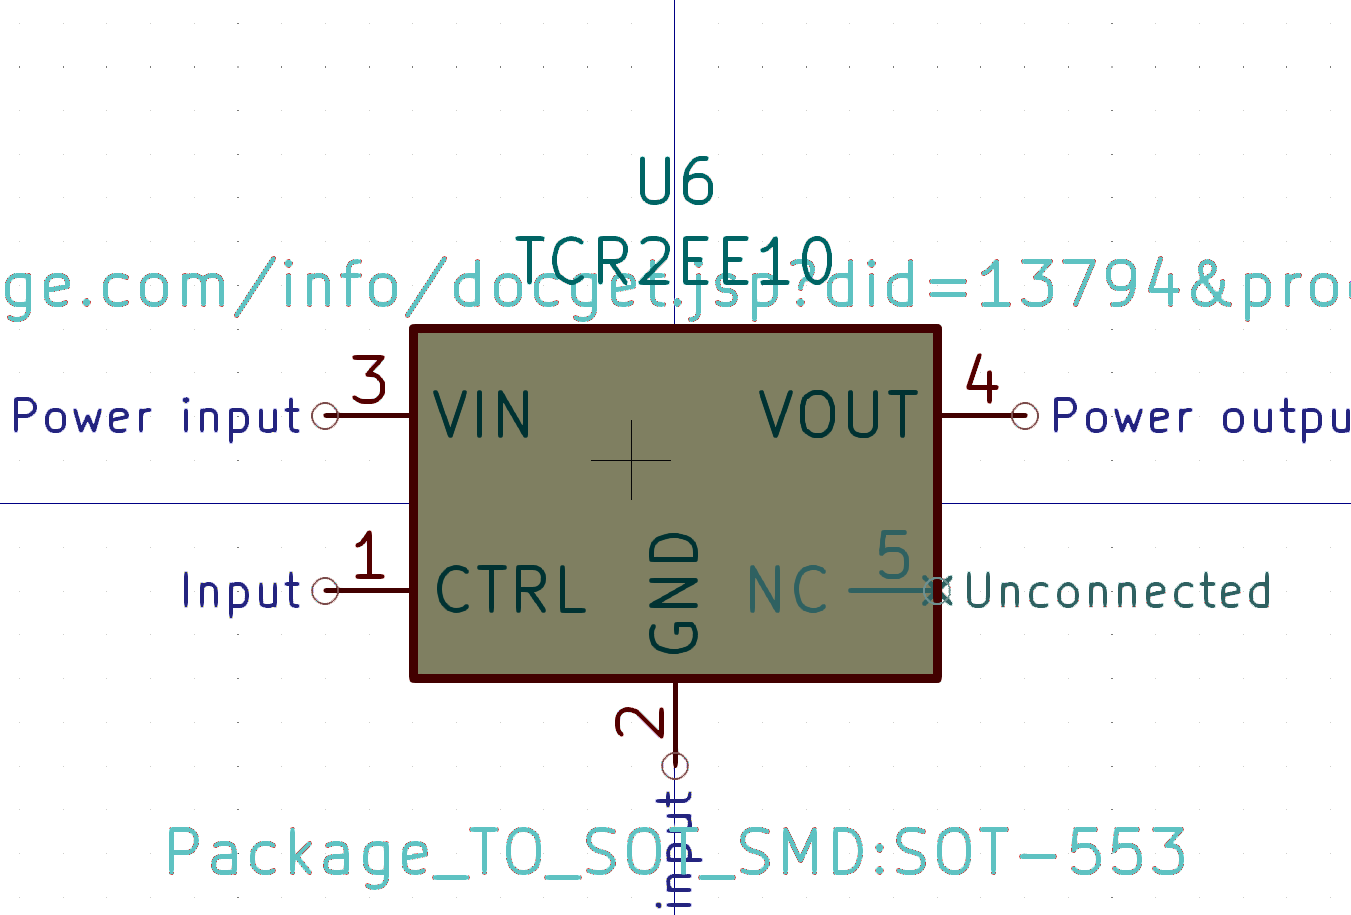 U6
TCR2EE10
ge.com/info/docget.jsp?did=13794&pro
3
4
Power input
VIN
VOUT
Power outpu
1
5
Input
CTRL
GND
NC
Unconnected
2
input
Package_TO_SOT_SMD:SOT-553